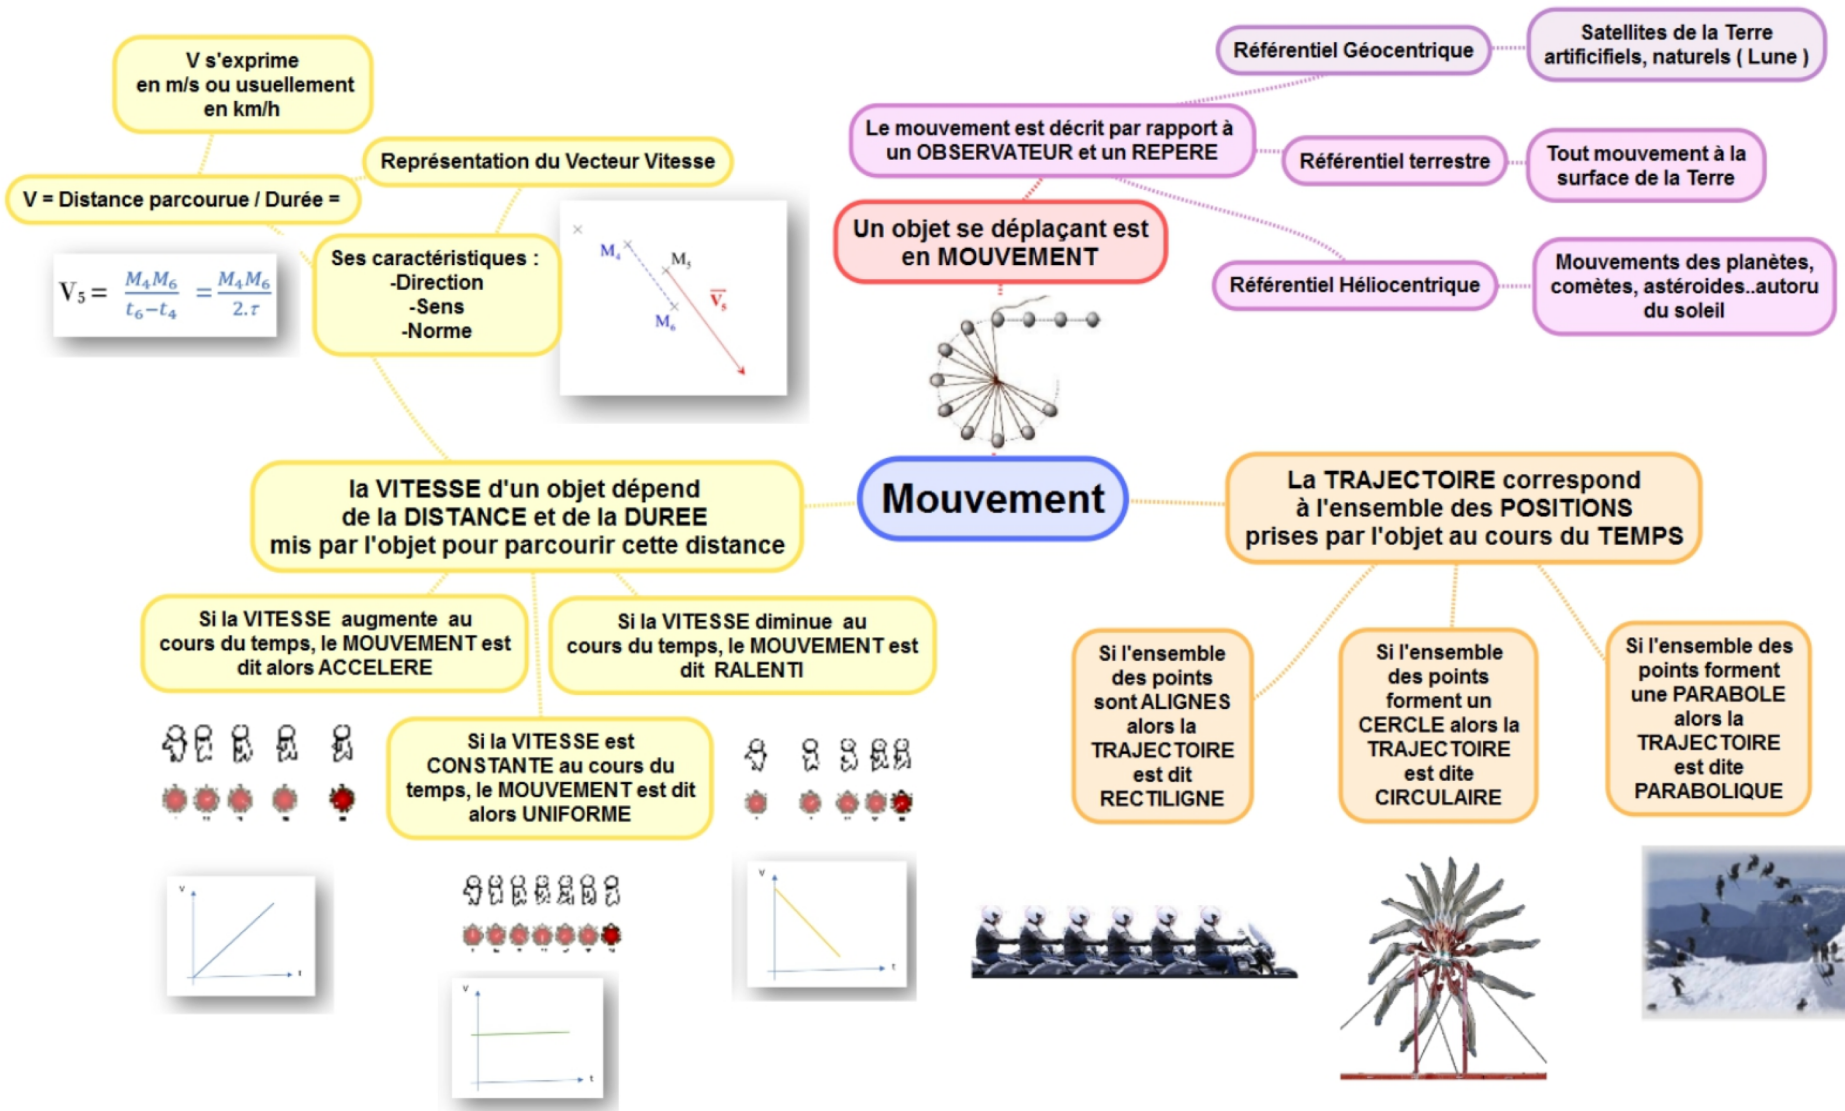 V s'exprime
en m/s ou usuellement
en km/h
Représentation du Vecteur Vitesse
V = Distance parcourue / Durée =
V₅ = M₄M₆ / t₆−t₄ = M₄M₆ / 2.τ
Ses caractéristiques :
-Direction
-Sens
-Norme
M₄
M₅
M₆
V₅
Référentiel Géocentrique
Satellites de la Terre
artificifiels, naturels ( Lune )
Le mouvement est décrit par rapport à
un OBSERVATEUR et un REPERE
Référentiel terrestre
Tout mouvement à la
surface de la Terre
Un objet se déplaçant est
en MOUVEMENT
Référentiel Héliocentrique
Mouvements des planètes,
comètes, astéroides..autoru
du soleil
Mouvement
la VITESSE d'un objet dépend
de la DISTANCE et de la DUREE
mis par l'objet pour parcourir cette distance
Si la VITESSE augmente au
cours du temps, le MOUVEMENT est
dit alors ACCELERE
Si la VITESSE diminue au
cours du temps, le MOUVEMENT est
dit RALENTI
Si la VITESSE est
CONSTANTE au cours du
temps, le MOUVEMENT est dit
alors UNIFORME
V
t
V
t
V
t
La TRAJECTOIRE correspond
à l'ensemble des POSITIONS
prises par l'objet au cours du TEMPS
Si l'ensemble
des points
sont ALIGNES
alors la
TRAJECTOIRE
est dit
RECTILIGNE
Si l'ensemble
des points
forment un
CERCLE alors la
TRAJECTOIRE
est dite
CIRCULAIRE
Si l'ensemble des
points forment
une PARABOLE
alors la
TRAJECTOIRE
est dite
PARABOLIQUE